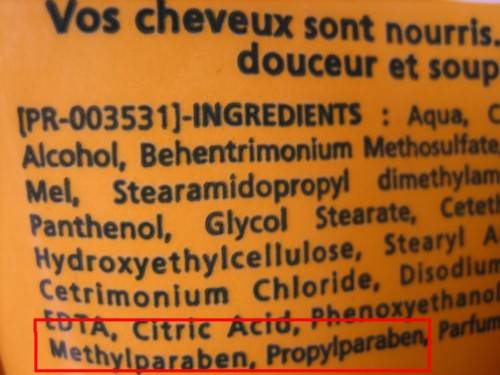 Vos cheveux sont nourris.
douceur et soup
[PR-003531]-INGREDIENTS : Aqua, C
Alcohol, Behentrimonium Methosulfate,
Mel, Stearamidopropyl dimethylam
Panthenol, Glycol Stearate, Cetet
Hydroxyethylcellulose, Stearyl A
Cetrimonium Chloride, Disodium
EDTA, Citric Acid, Phenoxyethanol
Methylparaben, Propylparaben, Parfum